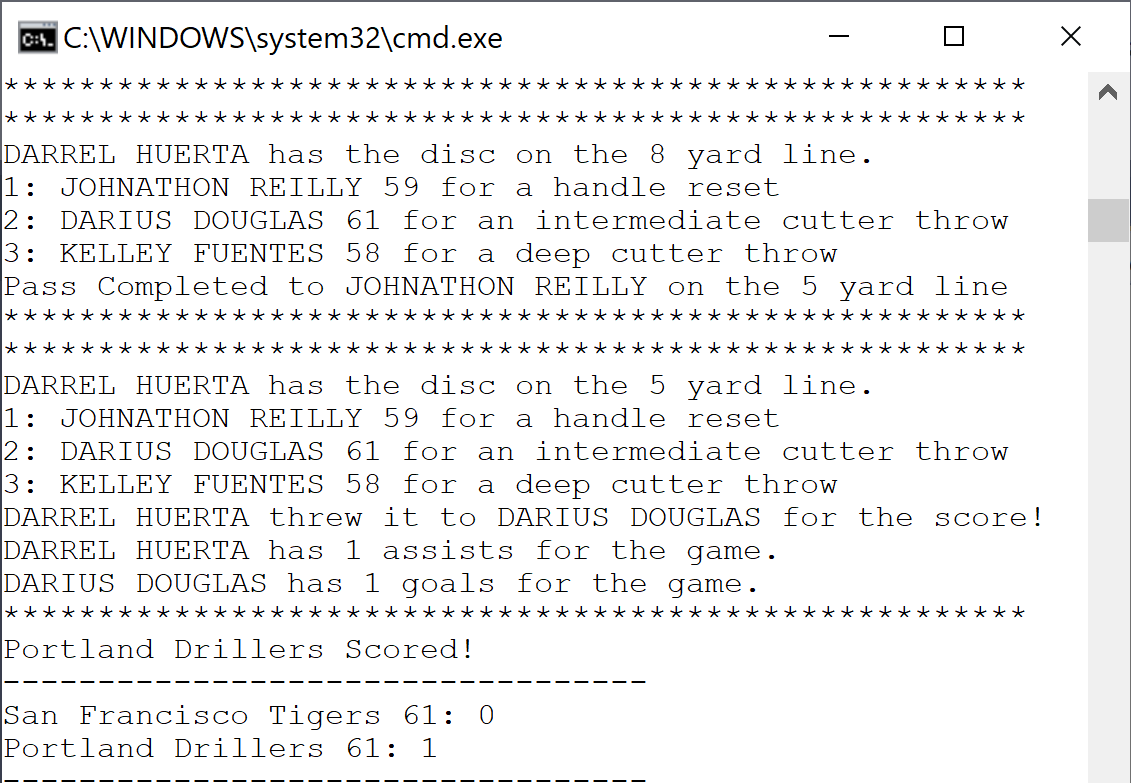 C:\WINDOWS\system32\cmd.exe
******************************************************
******************************************************
DARREL HUERTA has the disc on the 8 yard line.
1: JOHNATHON REILLY 59 for a handle reset
2: DARIUS DOUGLAS 61 for an intermediate cutter throw
3: KELLEY FUENTES 58 for a deep cutter throw
Pass Completed to JOHNATHON REILLY on the 5 yard line
******************************************************
******************************************************
DARREL HUERTA has the disc on the 5 yard line.
1: JOHNATHON REILLY 59 for a handle reset
2: DARIUS DOUGLAS 61 for an intermediate cutter throw
3: KELLEY FUENTES 58 for a deep cutter throw
DARREL HUERTA threw it to DARIUS DOUGLAS for the score!
DARREL HUERTA has 1 assists for the game.
DARIUS DOUGLAS has 1 goals for the game.
******************************************************
Portland Drillers Scored!
----------------------------------
San Francisco Tigers 61: 0
Portland Drillers 61: 1
----------------------------------